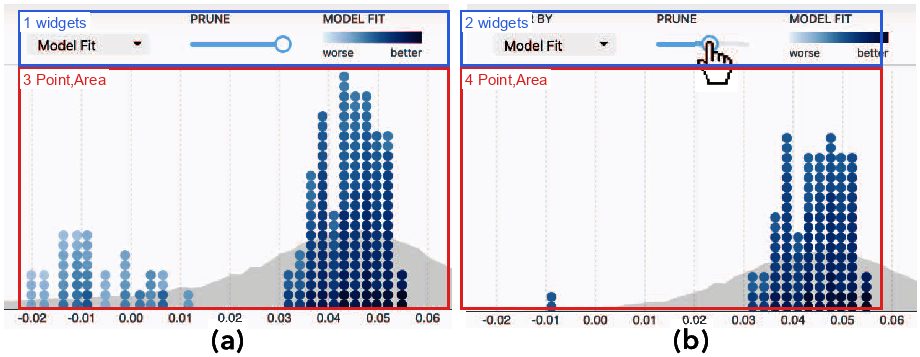 1 widgets
PRUNE
MODEL FIT
Model Fit
worse
better
3 Point,Area
-0.02 -0.01 0.00 0.01 0.02 0.03 0.04 0.05 0.06
(a)
2 widgets
R BY
PRUNE
MODEL FIT
Model Fit
worse
better
4 Point,Area
-0.02 -0.01 0.00 0.01 0.02 0.03 0.04 0.05 0.06
(b)